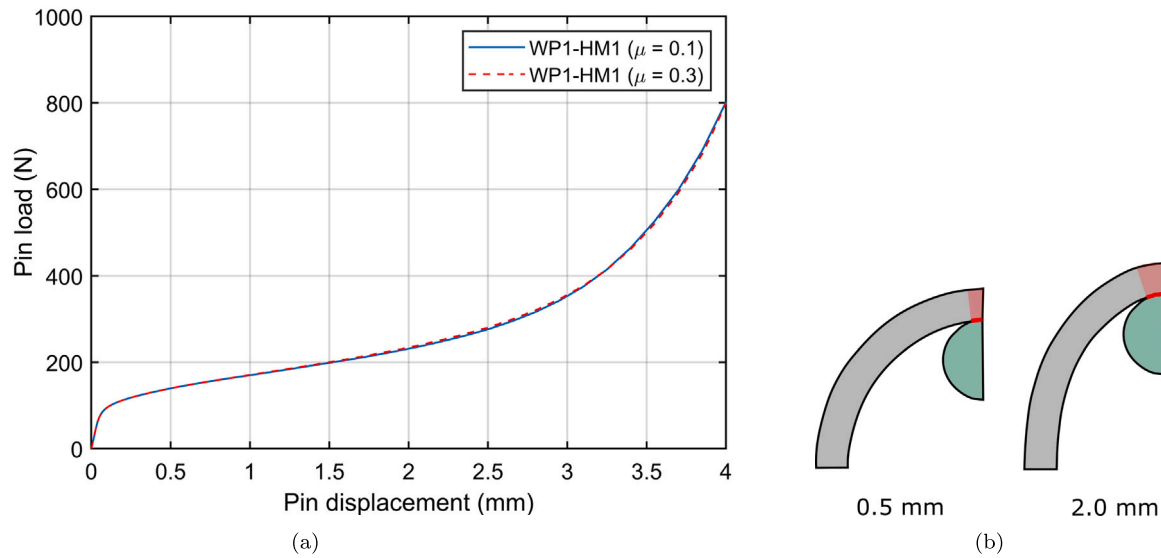 1000
800
600
400
200
0
Pin load (N)
WP1-HM1 (μ = 0.1)
WP1-HM1 (μ = 0.3)
0 0.5 1 1.5 2 2.5 3 3.5 4
Pin displacement (mm)
(a)
0.5 mm 2.0 mm
(b)